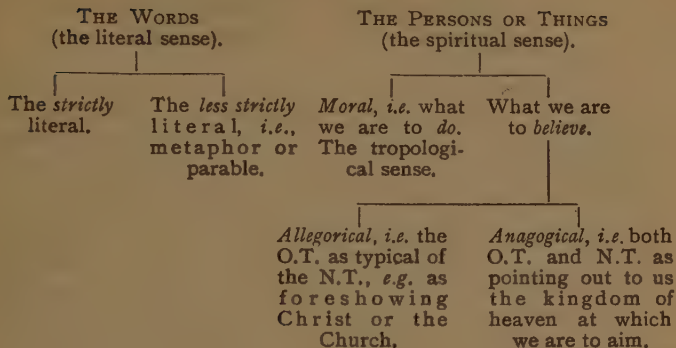 THE WORDS
(the literal sense).
THE PERSONS OR THINGS
(the spiritual sense).
The strictly
literal.
The less strictly
literal, i.e.,
metaphor or
parable.
Moral, i.e. what
we are to do.
The tropologi-
cal sense.
What we are
to believe.
Allegorical, i.e. the
O.T. as typical of
the N.T., e.g. as
foreshowing
Christ or the
Church.
Anagogical, i.e. both
O.T. and N.T. as
pointing out to us
the kingdom of
heaven at which
we are to aim.